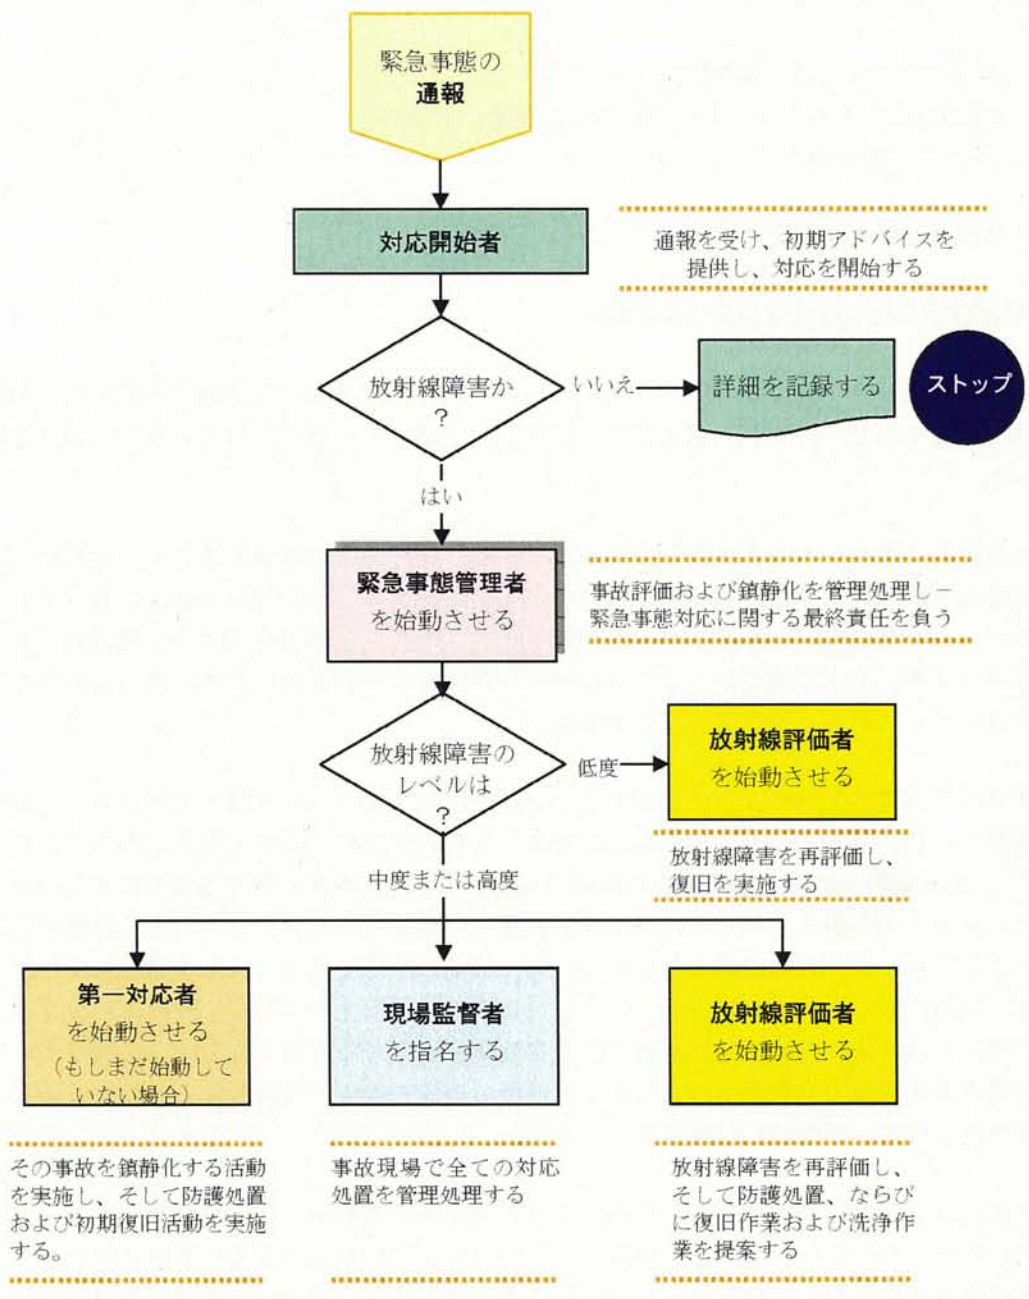 緊急事態の
通報
対応開始者
通報を受け、初期アドバイスを
提供し、対応を開始する
放射線障害か
?
いいえ
詳細を記録する
ストップ
はい
緊急事態管理者
を始動させる
事故評価および鎮静化を管理処理し－
緊急事態対応に関する最終責任を負う
放射線障害の
レベルは
?
低度
放射線評価者
を始動させる
放射線障害を再評価し、
復旧を実施する
中度または高度
第一対応者
を始動させる
（もしまだ始動して
いない場合）
現場監督者
を指名する
放射線評価者
を始動させる
その事故を鎮静化する活動
を実施し、そして防護処置
および初期復旧活動を実施
する。
事故現場で全ての対応
処置を管理処理する
放射線障害を再評価し、
そして防護処置、ならび
に復旧作業および洗浄作
業を提案する